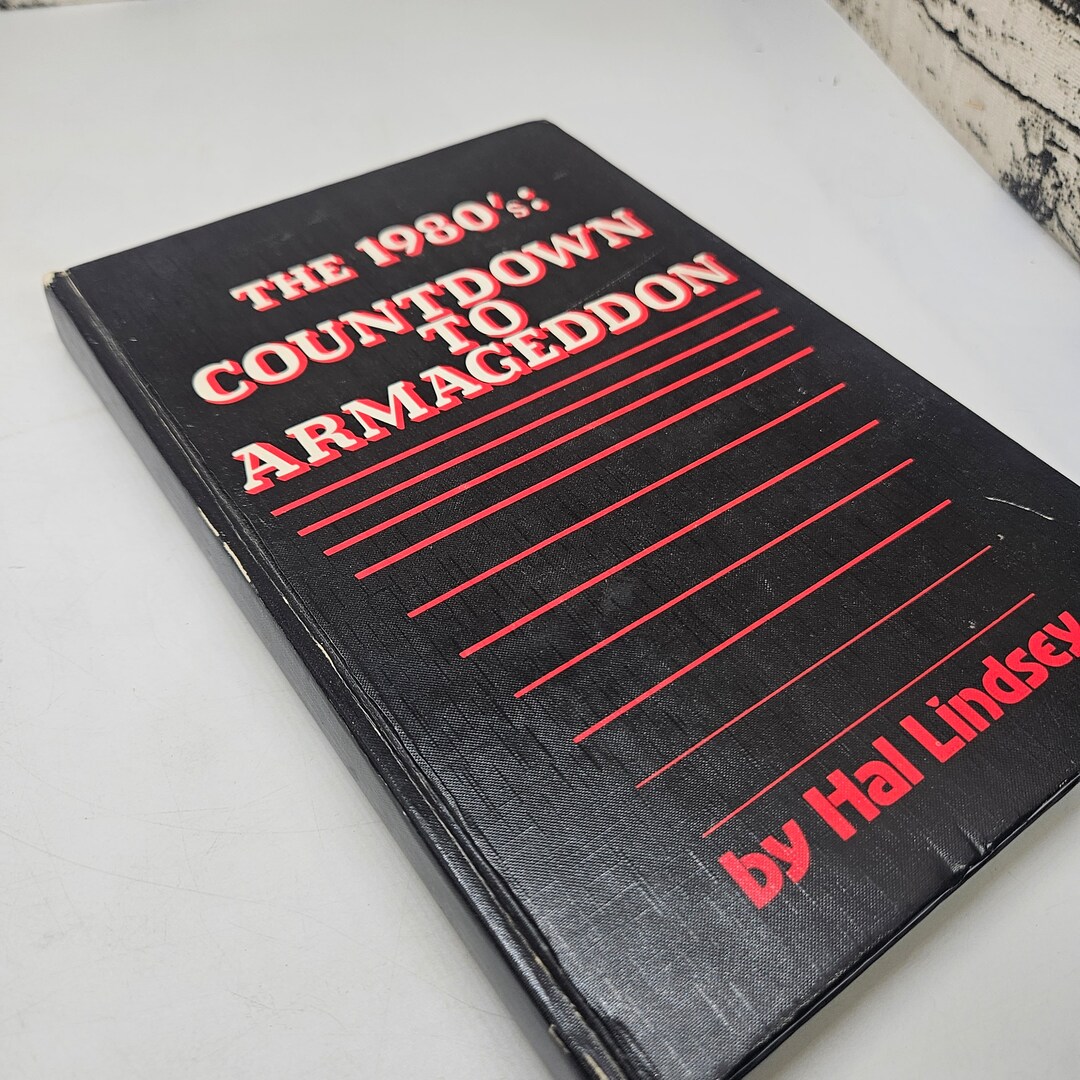 THE 1980's:
COUNTDOWN
TO
ARMAGEDDON
by Hal Lindsey